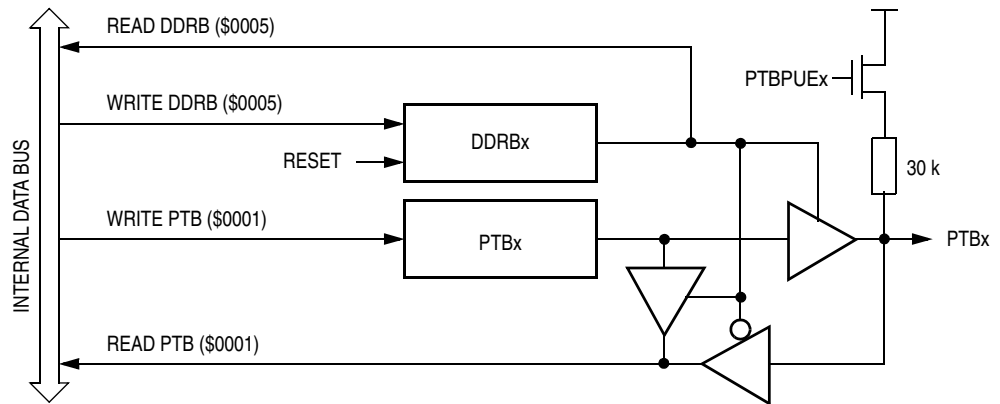 READ DDRB ($0005)
PTBPUEx
WRITE DDRB ($0005)
DDRBx
RESET
30 k
INTERNAL DATA BUS
WRITE PTB ($0001)
PTBx
PTBx
READ PTB ($0001)